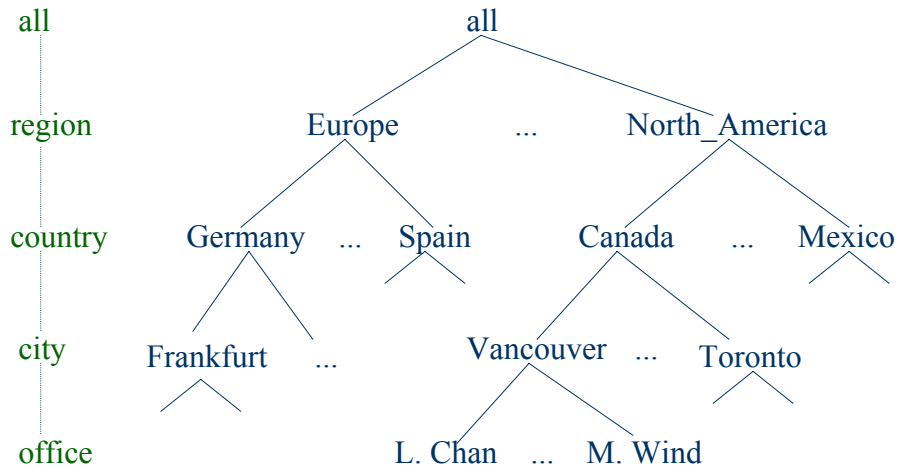 all all
region Europe ... North_America
country Germany ... Spain Canada ... Mexico
city Frankfurt ... Vancouver ... Toronto
office L. Chan ... M. Wind